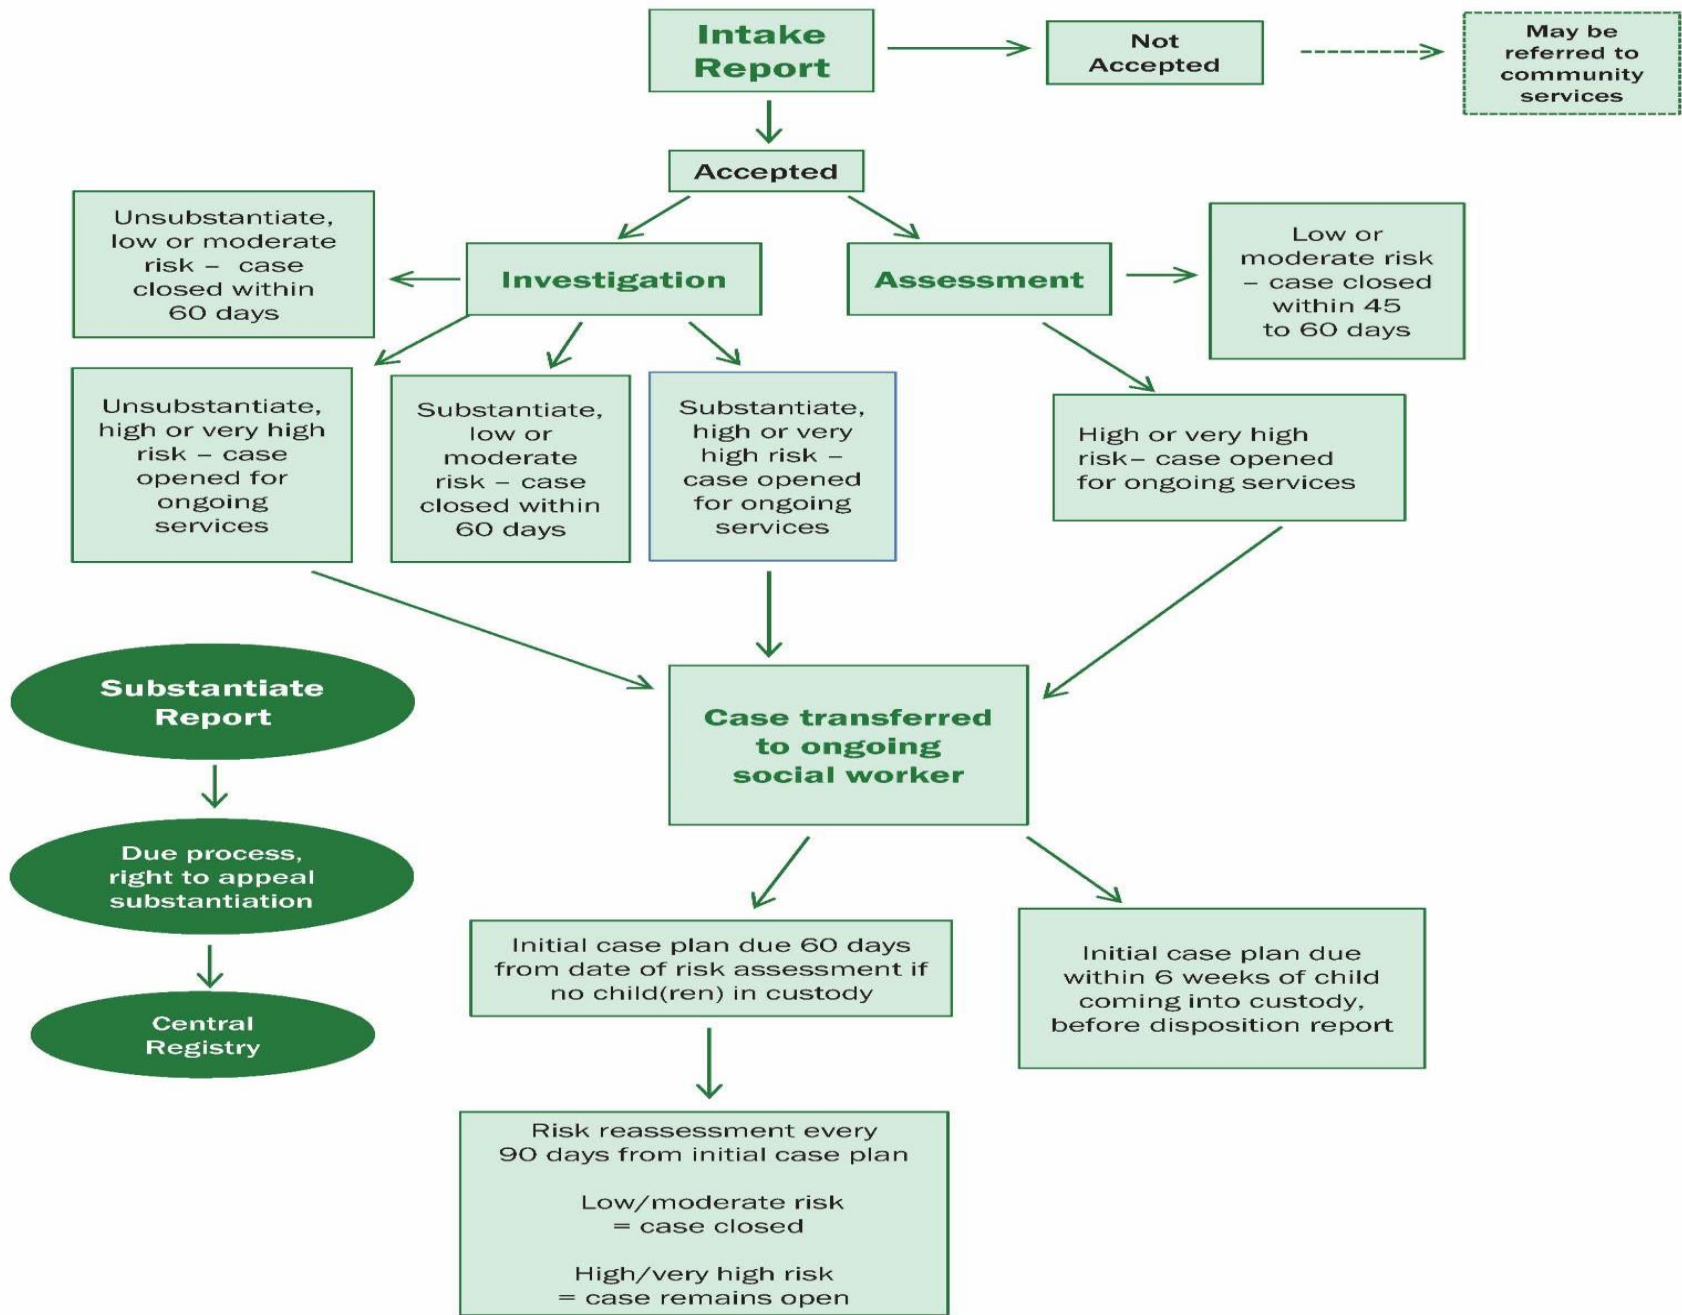 Intake
Report
Not
Accepted
May be
referred to
community
services
Accepted
Unsubstantiate,
low or moderate
risk – case
closed within
60 days
Investigation
Assessment
Low or
moderate risk
– case closed
within 45
to 60 days
Unsubstantiate,
high or very high
risk – case
opened for
ongoing
services
Substantiate,
low or
moderate
risk – case
closed within
60 days
Substantiate,
high or very
high risk –
case opened
for ongoing
services
High or very high
risk– case opened
for ongoing services
Substantiate
Report
Case transferred
to ongoing
social worker
Due process,
right to appeal
substantiation
Central
Registry
Initial case plan due 60 days
from date of risk assessment if
no child(ren) in custody
Initial case plan due
within 6 weeks of child
coming into custody,
before disposition report
Risk reassessment every
90 days from initial case plan
Low/moderate risk
= case closed
High/very high risk
= case remains open